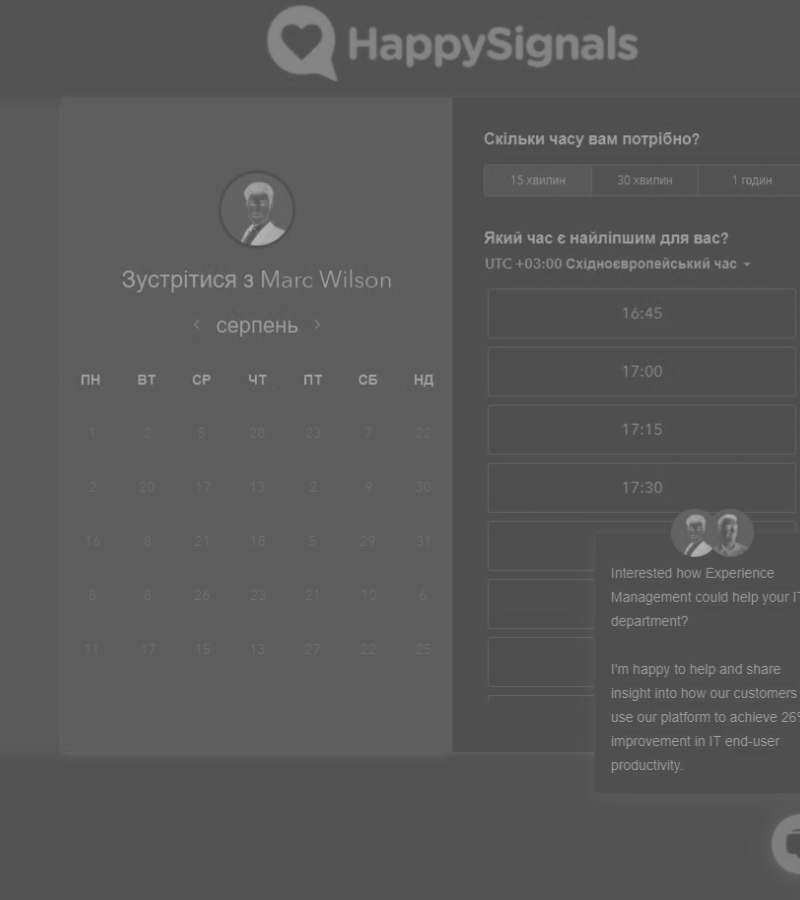 HappySignals
Зустрітися з Marc Wilson
серпень
ПН ВТ СР ЧТ ПТ СБ НД
1 2 5 28 23 7 22
2 20 17 13 2 9 30
16 8 21 18 5 29 31
8 8 26 23 21 10 6
11 17 15 13 27 22 25
Скільки часу вам потрібно?
15 хвилин 30 хвилин 1 годин
Який час є найліпшим для вас?
UTC +03:00 Східноєвропейський час
16:45
17:00
17:15
17:30
Interested how Experience
Management could help your IT
department?
I'm happy to help and share
insight into how our customers
use our platform to achieve 26%
improvement in IT end-user
productivity.